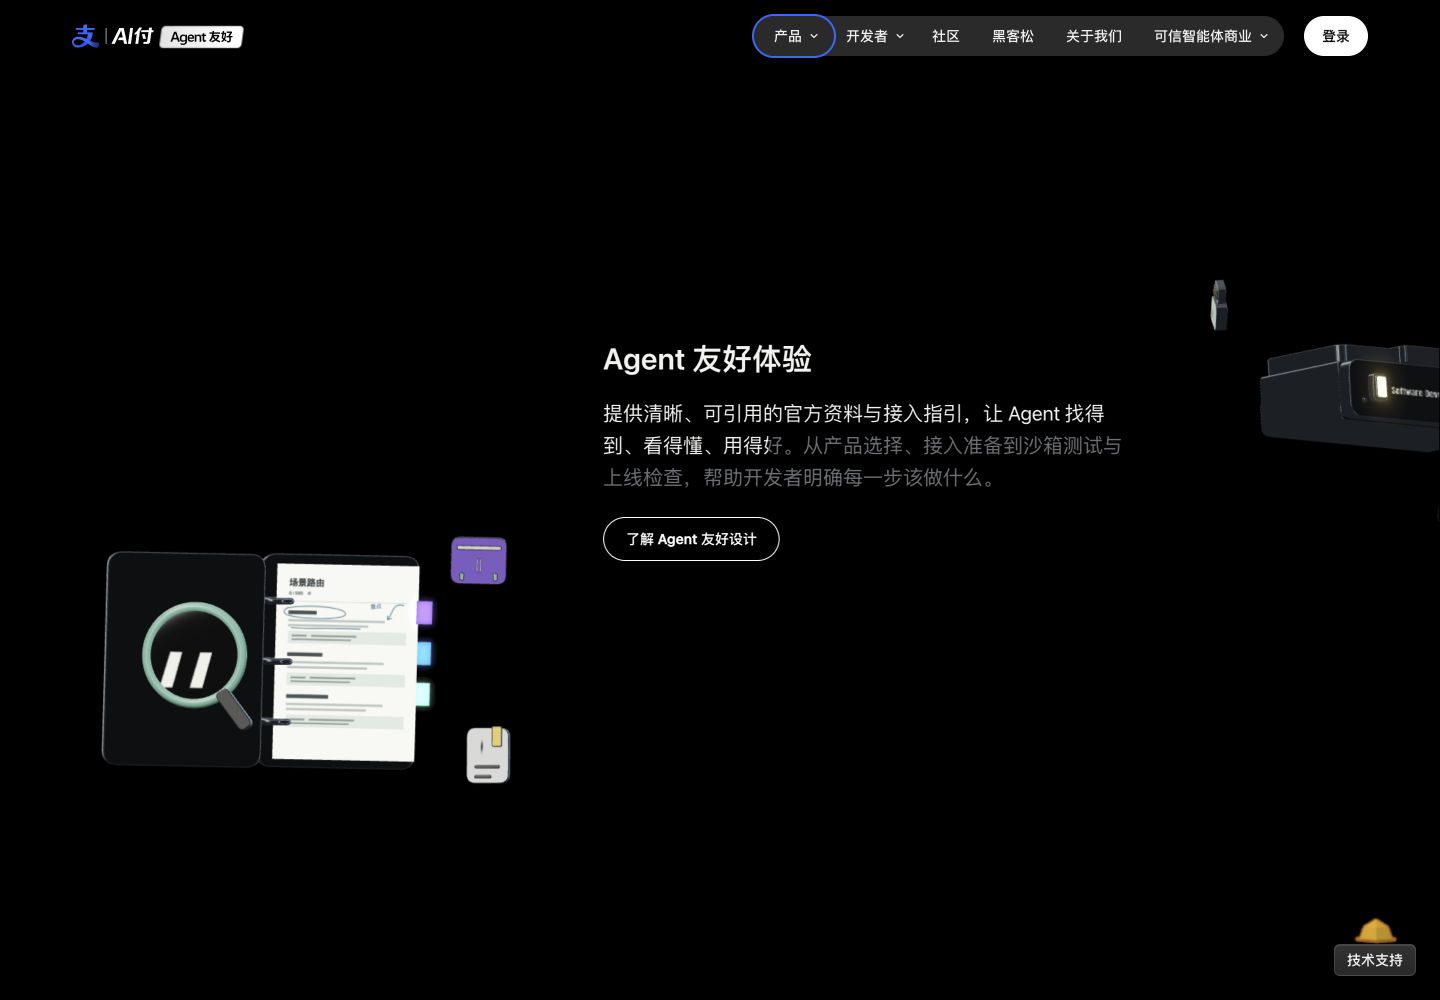 支 AI付 Agent 友好
产品 开发者 社区 黑客松 关于我们 可信智能体商业 登录
Agent 友好体验
提供清晰、可引用的官方资料与接入指引，让 Agent 找得
到、看得懂、用得好。从产品选择、接入准备到沙箱测试与
上线检查，帮助开发者明确每一步该做什么。
了解 Agent 友好设计
场景路由
Software
技术支持